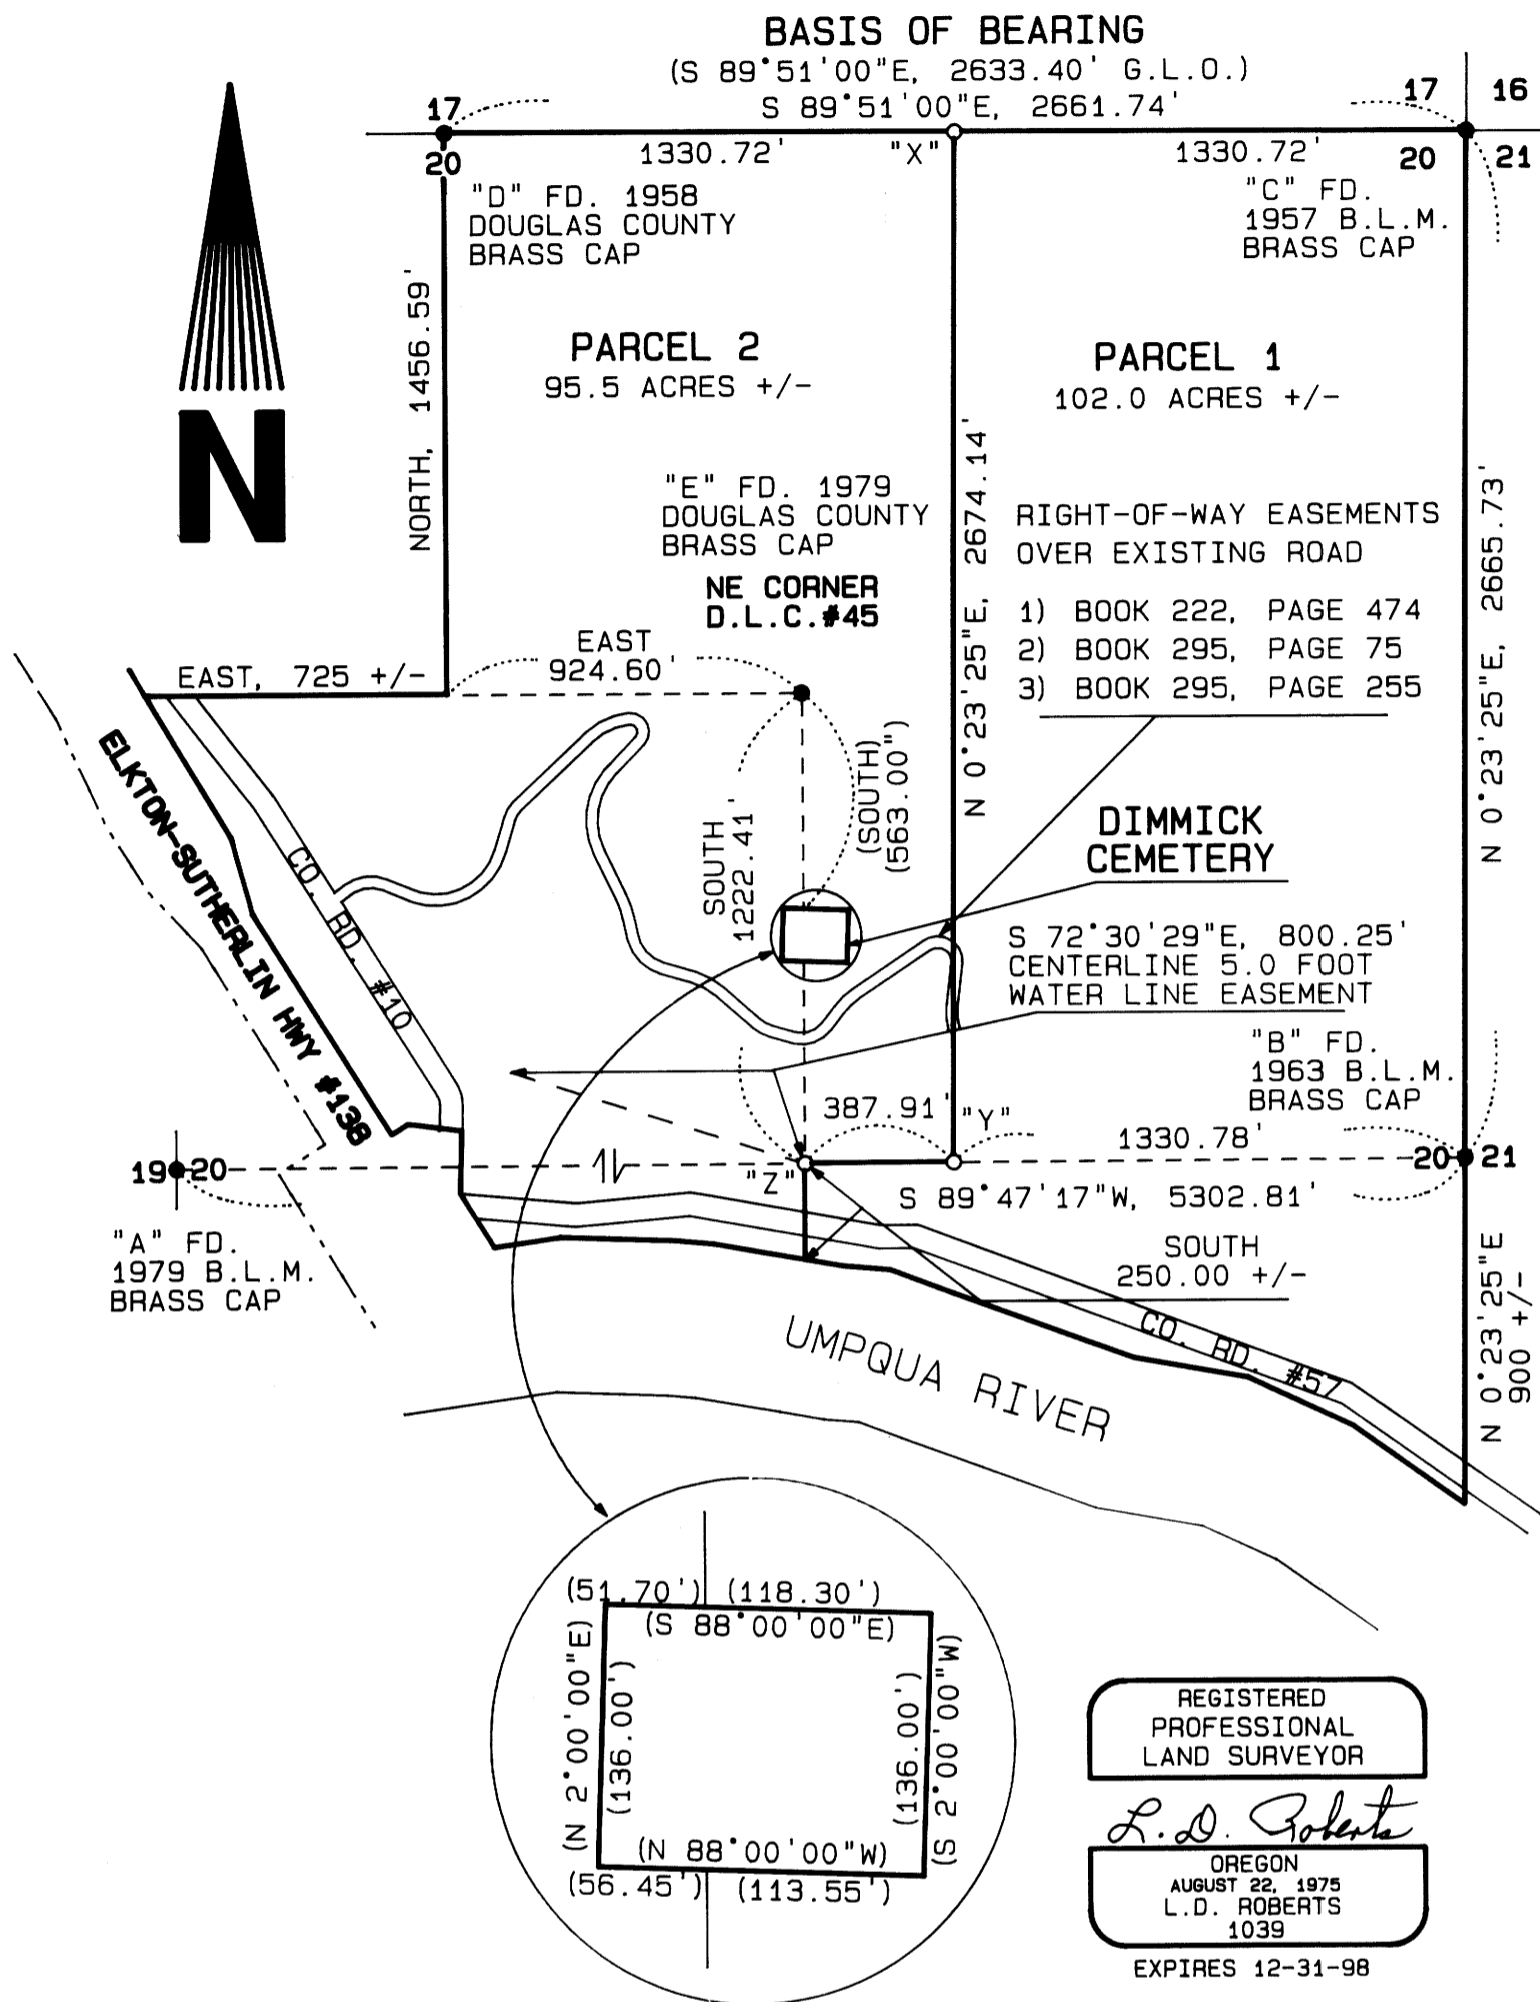 BASIS OF BEARING
(S 89°51'00"E, 2633.40' G.L.O.)
S 89°51'00"E, 2661.74'
17
17
16
20
1330.72'
"X"
1330.72'
20
21
"D" FD. 1958
DOUGLAS COUNTY
BRASS CAP
"C" FD.
1957 B.L.M.
BRASS CAP
NORTH, 1456.59'
N
PARCEL 2
95.5 ACRES +/-
PARCEL 1
102.0 ACRES +/-
"E" FD. 1979
DOUGLAS COUNTY
BRASS CAP
NE CORNER
D.L.C.#45
N 0°23'25"E, 2674.14'
RIGHT-OF-WAY EASEMENTS
OVER EXISTING ROAD
1) BOOK 222, PAGE 474
2) BOOK 295, PAGE 75
3) BOOK 295, PAGE 255
N 0°23'25"E, 2665.73'
EAST, 725 +/-
EAST
924.60'
ELKTON-SUTHERLIN HWY #138
CO. RD. #10
SOUTH
1222.41'
(SOUTH)
(563.00")
DIMMICK
CEMETERY
S 72°30'29"E, 800.25'
CENTERLINE 5.0 FOOT
WATER LINE EASEMENT
"B" FD.
1963 B.L.M.
BRASS CAP
387.91'
"Y"
1330.78'
19
20
"Z"
20
21
S 89°47'17"W, 5302.81'
"A" FD.
1979 B.L.M.
BRASS CAP
SOUTH
250.00 +/-
N 0°23'25"E
900 +/-
CO. RD. #57
UMPQUA RIVER
(51.70') (118.30')
(S 88°00'00"E)
(N 2°00'00"E)
(136.00')
(136.00')
(S 2°00'00"W)
(N 88°00'00"W)
(56.45') (113.55')
REGISTERED
PROFESSIONAL
LAND SURVEYOR
L. D. Roberts
OREGON
AUGUST 22, 1975
L.D. ROBERTS
1039
EXPIRES 12-31-98